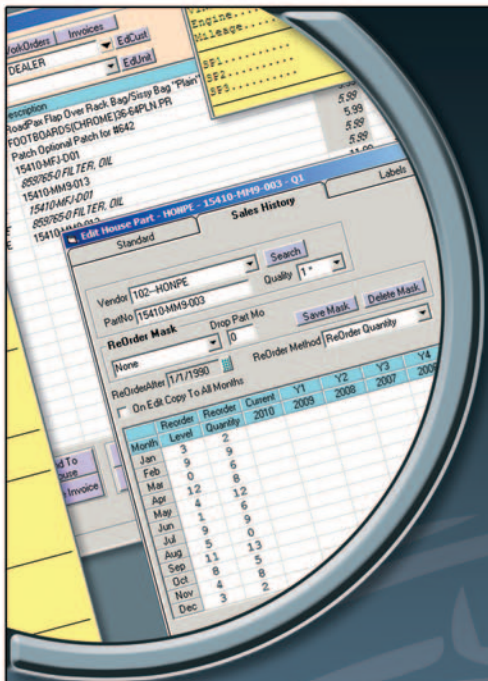 WorkOrders Invoices
DEALER EdCust
EdUnit
Engine.......
Mileage.....
SP1.........
SP2.........
SP3.........
RoadPax Flap Over Rack Bag/Sissy Bag "Plain"
FOOTBOARDS(CHROME)36-64PLN.PR
Patch Optional Patch for #642 5.99
15410-MFJ-D01 5.99
859765-0 FILTER, OIL 5.99
15410-MM9-013 5.99
15410-MFJ-D01
859765-0 FILTER, OIL
Edit House Part - HONPE - 15410-MM9-003 - Q1
Standard Sales History Labels
Vendor 102--HONPE Search
PartNo 15410-MM9-003 Quality 1 *
ReOrder Mask Drop Part Mo Save Mask Delete Mask
None 0
ReOrderAfter 1/1/1990 ReOrder Method ReOrder Quantity
On Edit Copy To All Months
Month Reorder Level Reorder Quantity Current 2010 Y1 2009 Y2 2008 Y3 2007 Y4
Jan 3 2
Feb 9 9
Mar 0 6
Apr 12 8
May 4 12
Jun 1 6
Jul 9 9
Aug 5 0
Sep 11 13
Oct 8 5
Nov 4 8
Dec 3 2
Invoice